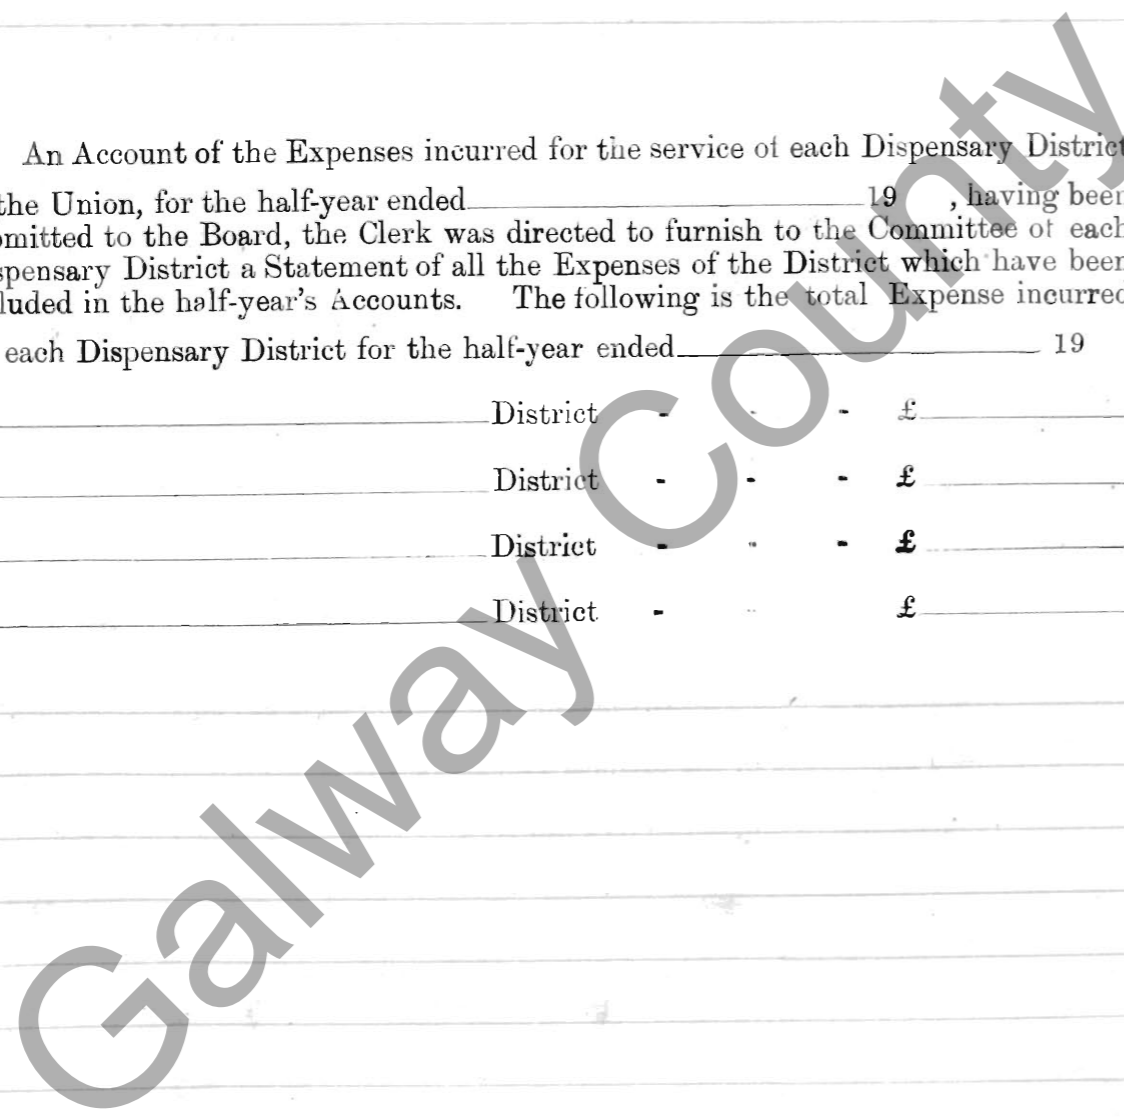 An Account of the Expenses incurred for the service of each Dispensary District
the Union, for the half-year ended 19 , having been
mitted to the Board, the Clerk was directed to furnish to the Committee of each
spensary District a Statement of all the Expenses of the District which have been
luded in the half-year's Accounts. The following is the total Expense incurred
each Dispensary District for the half-year ended 19
District - - - £
District - - - £
District - - - £
District - - £
Galway County